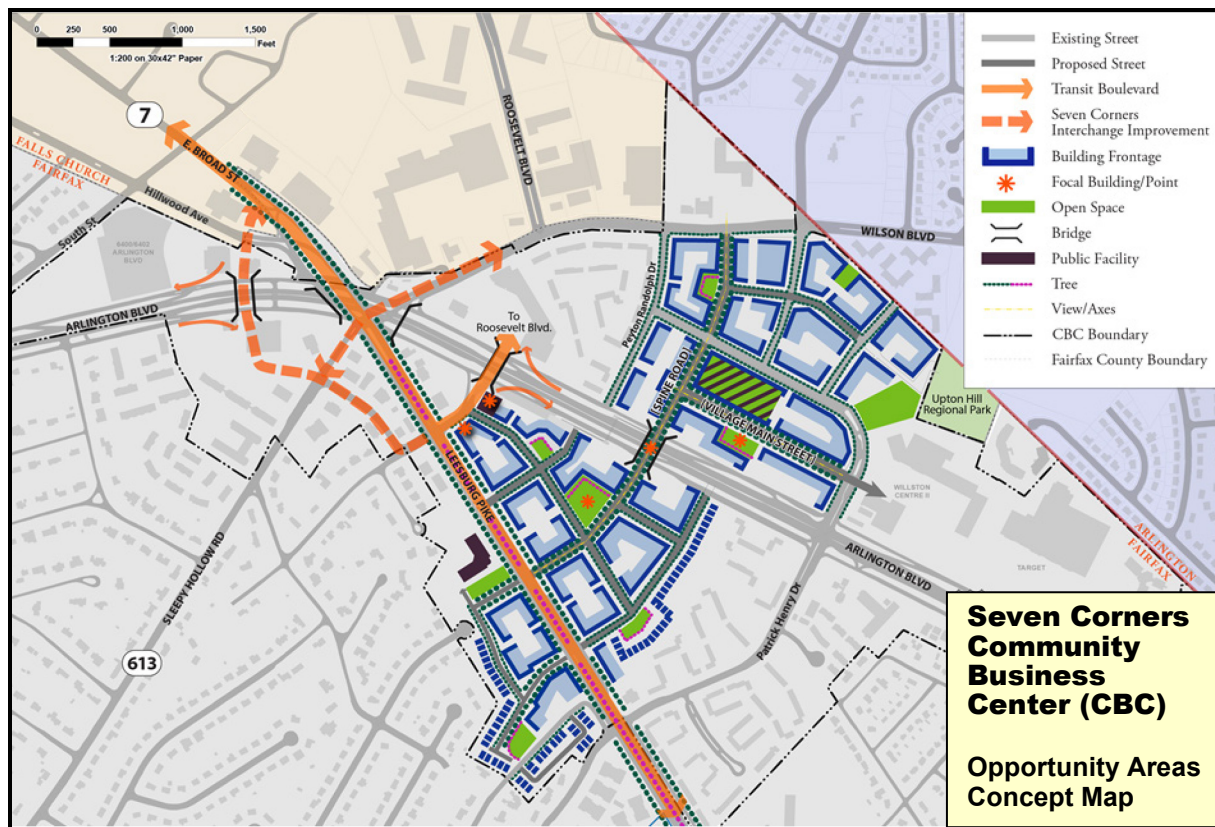 0 250 500 1,000 1,500
Feet
1:200 on 30x42" Paper
7
E. BROAD ST
FALLS CHURCH
FAIRFAX
Hillwood Ave
South St
6400/6402
ARLINGTON
BLVD
ARLINGTON BLVD
ROOSEVELT BLVD
To
Roosevelt Blvd.
WILSON BLVD
Peyton Randolph Dr
(SPINE ROAD)
(VILLAGE MAIN STREET)
Upton Hill
Regional Park
WILLSTON
CENTRE II
TARGET
ARLINGTON
FAIRFAX
ARLINGTON BLVD
Patrick Henry Dr
LEESBURG PIKE
SLEEPY HOLLOW RD
613
Existing Street
Proposed Street
Transit Boulevard
Seven Corners
Interchange Improvement
Building Frontage
Focal Building/Point
Open Space
Bridge
Public Facility
Tree
View/Axes
CBC Boundary
Fairfax County Boundary
Seven Corners
Community
Business
Center (CBC)
Opportunity Areas
Concept Map